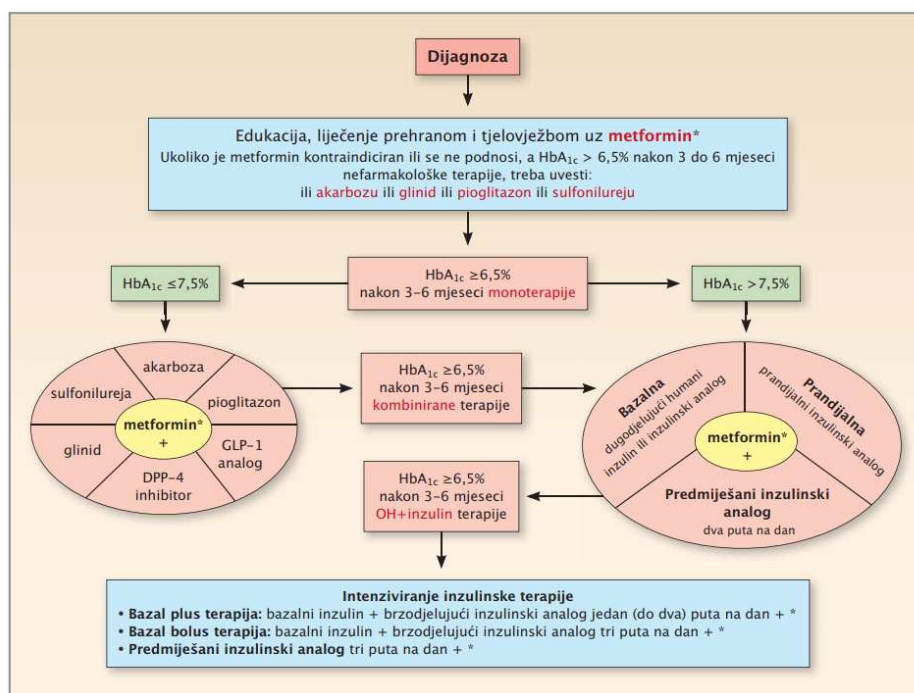 Dijagnoza
Edukacija, liječenje prehranom i tjelovježbom uz metformin*
Ukoliko je metformin kontraindiciran ili se ne podnosi, a HbA1c > 6,5% nakon 3 do 6 mjeseci
nefarmakološke terapije, treba uvesti:
ili akarbozu ili glinid ili pioglitazon ili sulfonilureju
HbA1c ≤7,5%
HbA1c ≥6,5%
nakon 3–6 mjeseci monoterapije
HbA1c >7,5%
akarboza
sulfonilureja
pioglitazon
metformin*
+
glinid
GLP-1
analog
DPP-4
inhibitor
HbA1c ≥6,5%
nakon 3–6 mjeseci
kombinirane terapije
Bazalna
dugodjelujući humani
inzulin ili inzulinski analog
Prandijalna
prandijalni inzulinski analog
metformin*
+
Predmiješani inzulinski
analog
dva puta na dan
HbA1c ≥6,5%
nakon 3–6 mjeseci
OH+inzulin terapije
Intenziviranje inzulinske terapije
• Bazal plus terapija: bazalni inzulin + brzodjelujući inzulinski analog jedan (do dva) puta na dan + *
• Bazal bolus terapija: bazalni inzulin + brzodjelujući inzulinski analog tri puta na dan + *
• Predmiješani inzulinski analog tri puta na dan + *